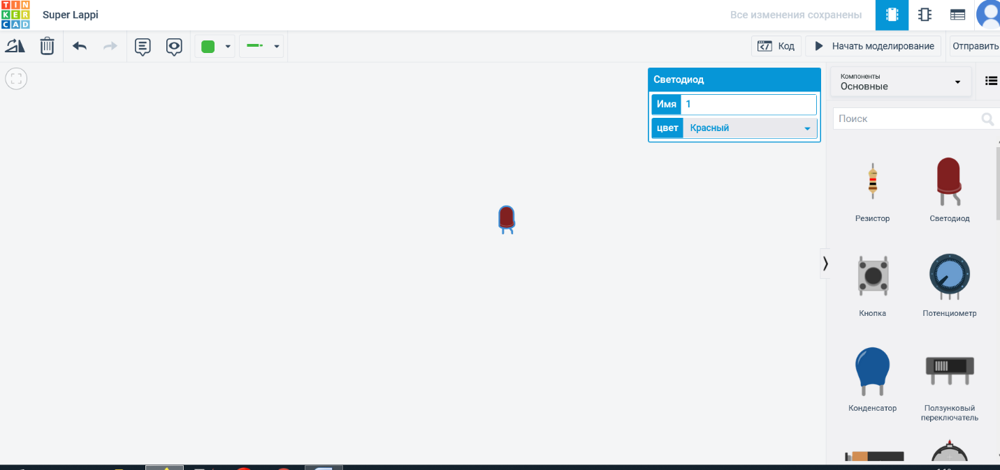 TIN
KER
CAD
Super Lappi
Все изменения сохранены
Код
Начать моделирование
Отправить
Светодиод
Имя 1
цвет Красный
Компоненты
Основные
Поиск
Резистор
Светодиод
Кнопка
Потенциометр
Конденсатор
Ползунковый
переключатель